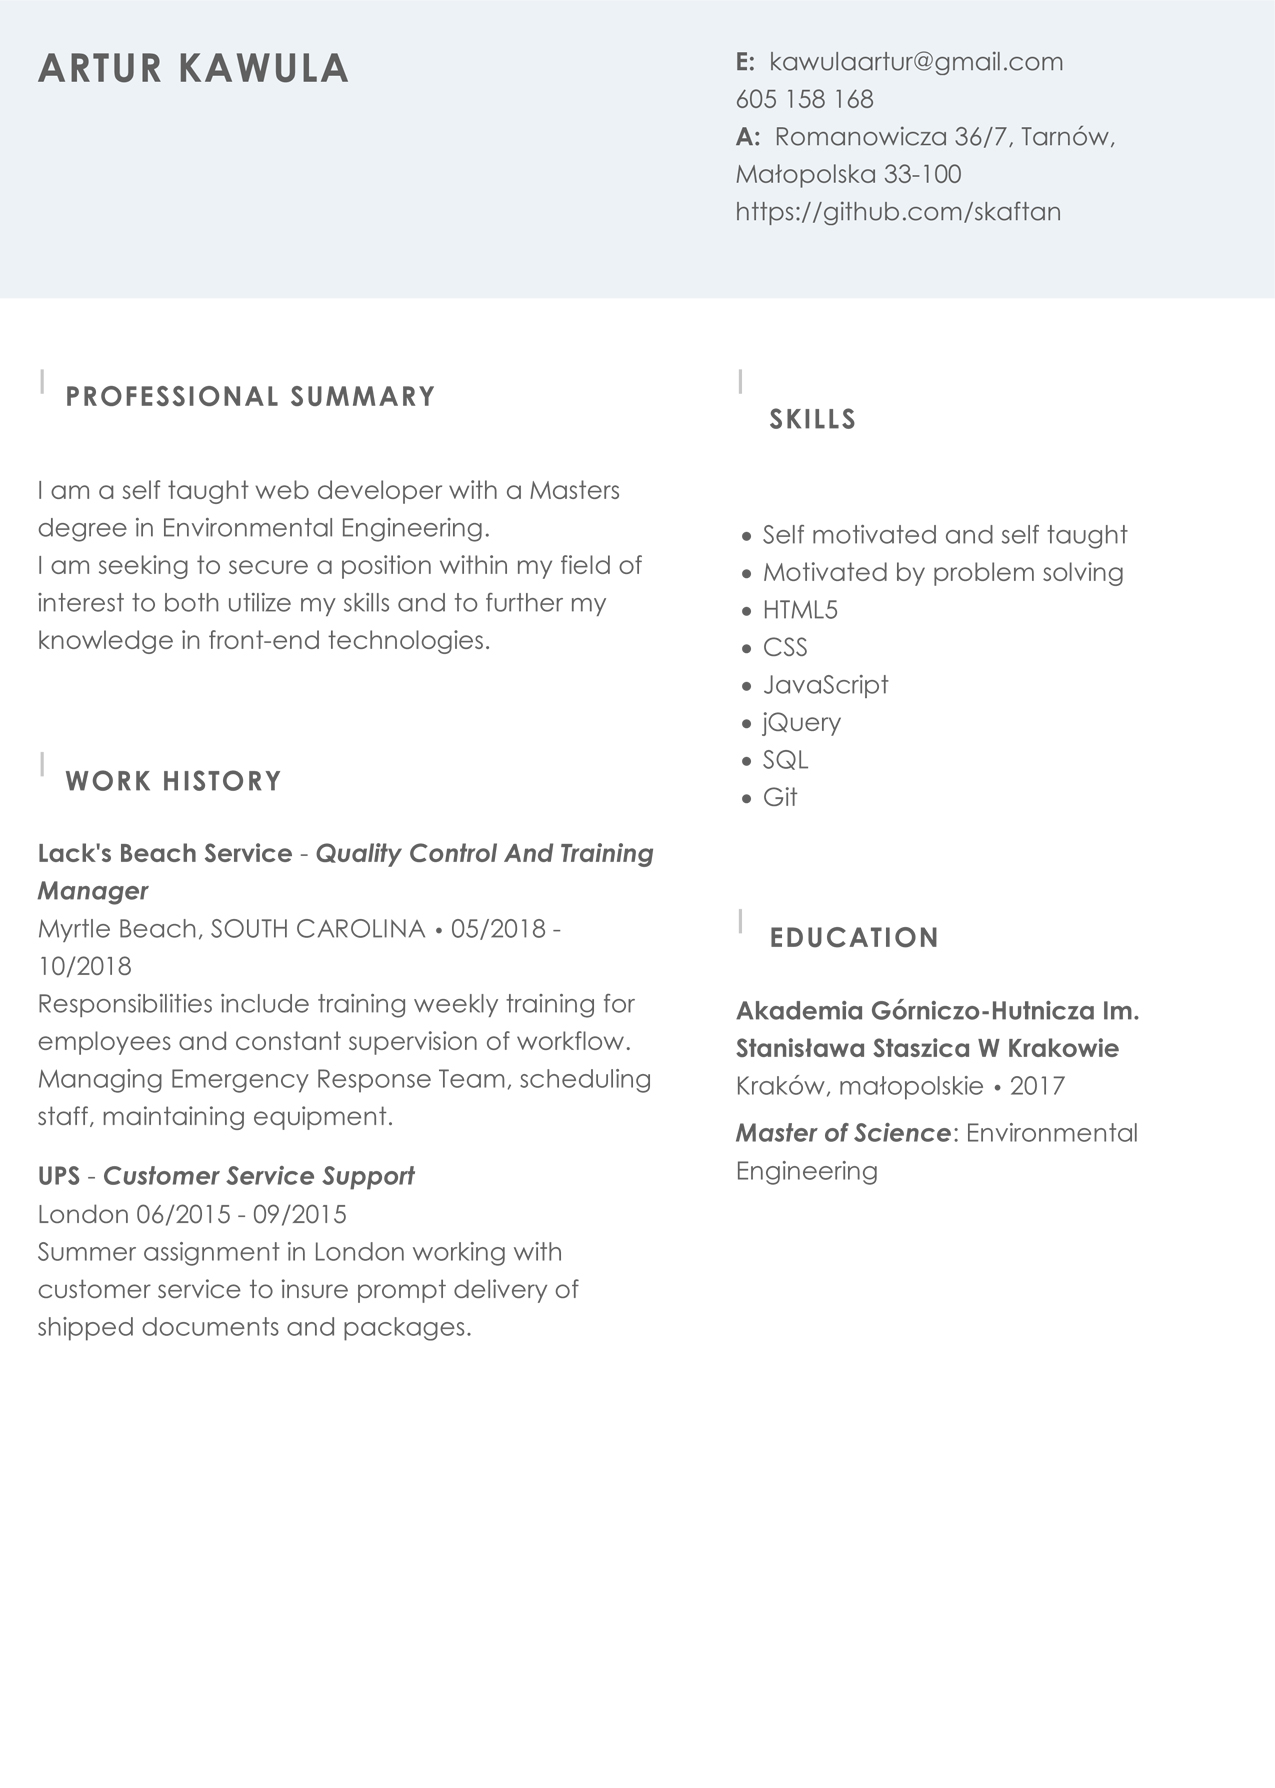 ARTUR KAWULA
E: kawulaartur@gmail.com
605 158 168
A: Romanowicza 36/7, Tarnów,
Małopolska 33-100
https://github.com/skaftan
PROFESSIONAL SUMMARY
I am a self taught web developer with a Masters
degree in Environmental Engineering.
I am seeking to secure a position within my field of
interest to both utilize my skills and to further my
knowledge in front-end technologies.
WORK HISTORY
Lack's Beach Service - Quality Control And Training
Manager
Myrtle Beach, SOUTH CAROLINA • 05/2018 -
10/2018
Responsibilities include training weekly training for
employees and constant supervision of workflow.
Managing Emergency Response Team, scheduling
staff, maintaining equipment.
UPS - Customer Service Support
London 06/2015 - 09/2015
Summer assignment in London working with
customer service to insure prompt delivery of
shipped documents and packages.
SKILLS
• Self motivated and self taught
• Motivated by problem solving
• HTML5
• CSS
• JavaScript
• jQuery
• SQL
• Git
EDUCATION
Akademia Górniczo-Hutnicza Im.
Stanisława Staszica W Krakowie
Kraków, małopolskie • 2017
Master of Science: Environmental
Engineering